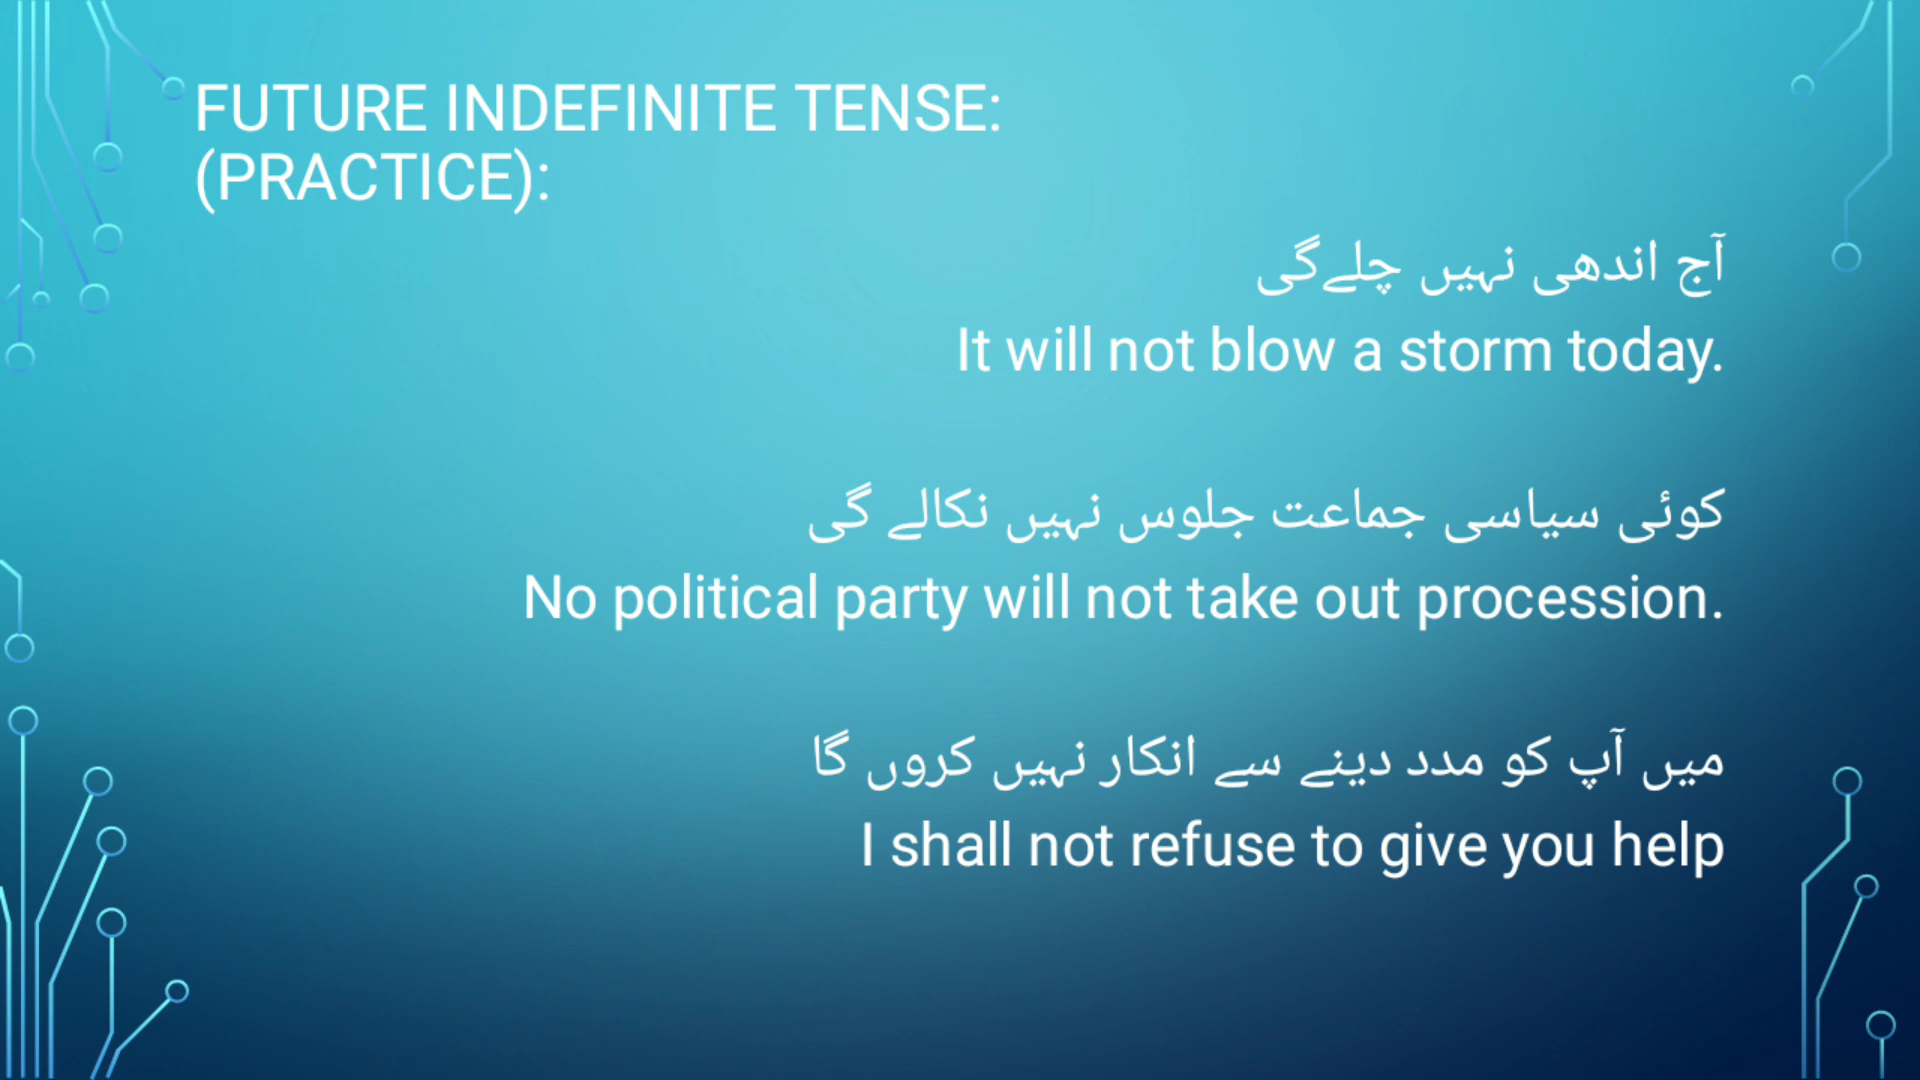 FUTURE INDEFINITE TENSE:
(PRACTICE):
آج اندھی نہیں چلےگی
It will not blow a storm today.
کوئی سیاسی جماعت جلوس نہیں نکالے گی
No political party will not take out procession.
میں آپ کو مدد دینے سے انکار نہیں کروں گا
I shall not refuse to give you help